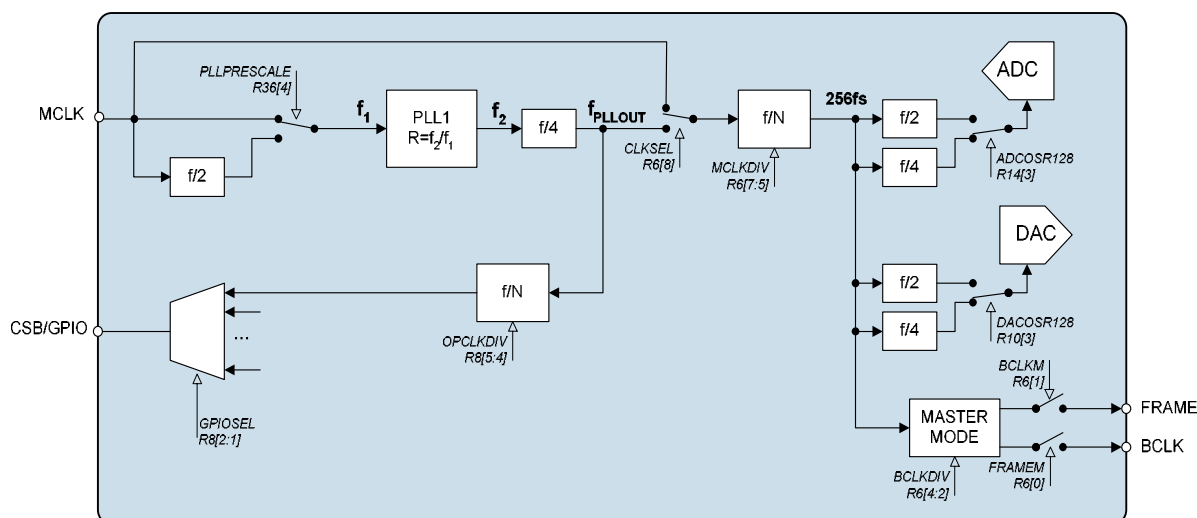 PLLPRESCALE
R36[4]
MCLK
f/2
f1
PLL1
R=f2/f1
f2
f/4
fPLLOUT
CLKSEL
R6[8]
f/N
MCLKDIV
R6[7:5]
256fs
f/2
f/4
ADC
ADCOSR128
R14[3]
DAC
f/2
f/4
DACOSR128
R10[3]
CSB/GPIO
...
GPIOSEL
R8[2:1]
f/N
OPCLKDIV
R8[5:4]
BCLKM
R6[1]
MASTER
MODE
FRAME
BCLK
BCLKDIV
R6[4:2]
FRAMEM
R6[0]